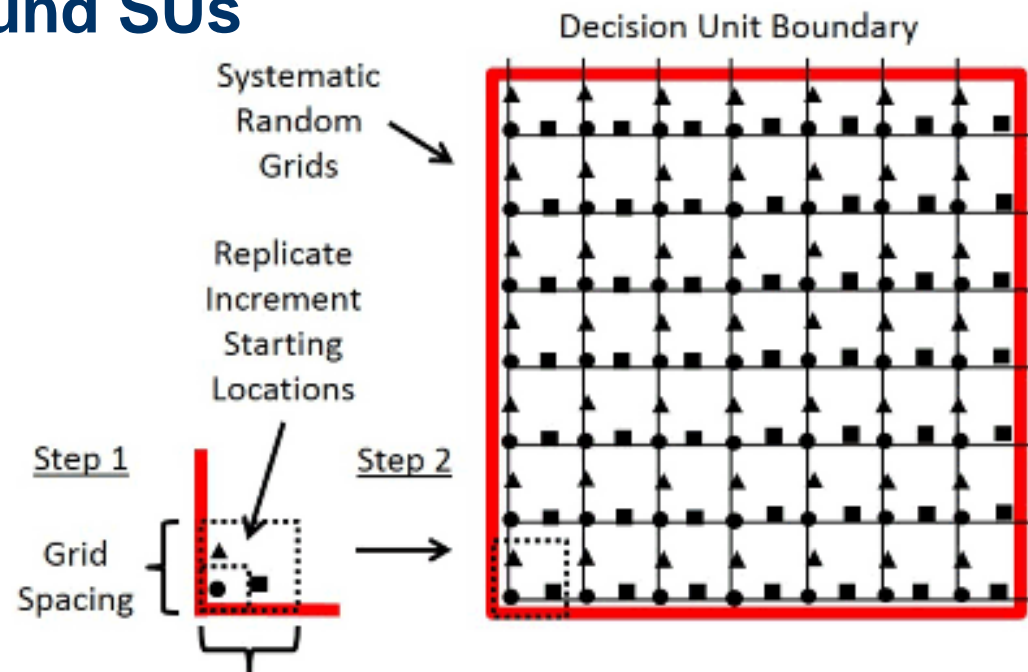 und SUs
Decision Unit Boundary
Systematic
Random
Grids
Replicate
Increment
Starting
Locations
Step 1
Step 2
Grid
Spacing